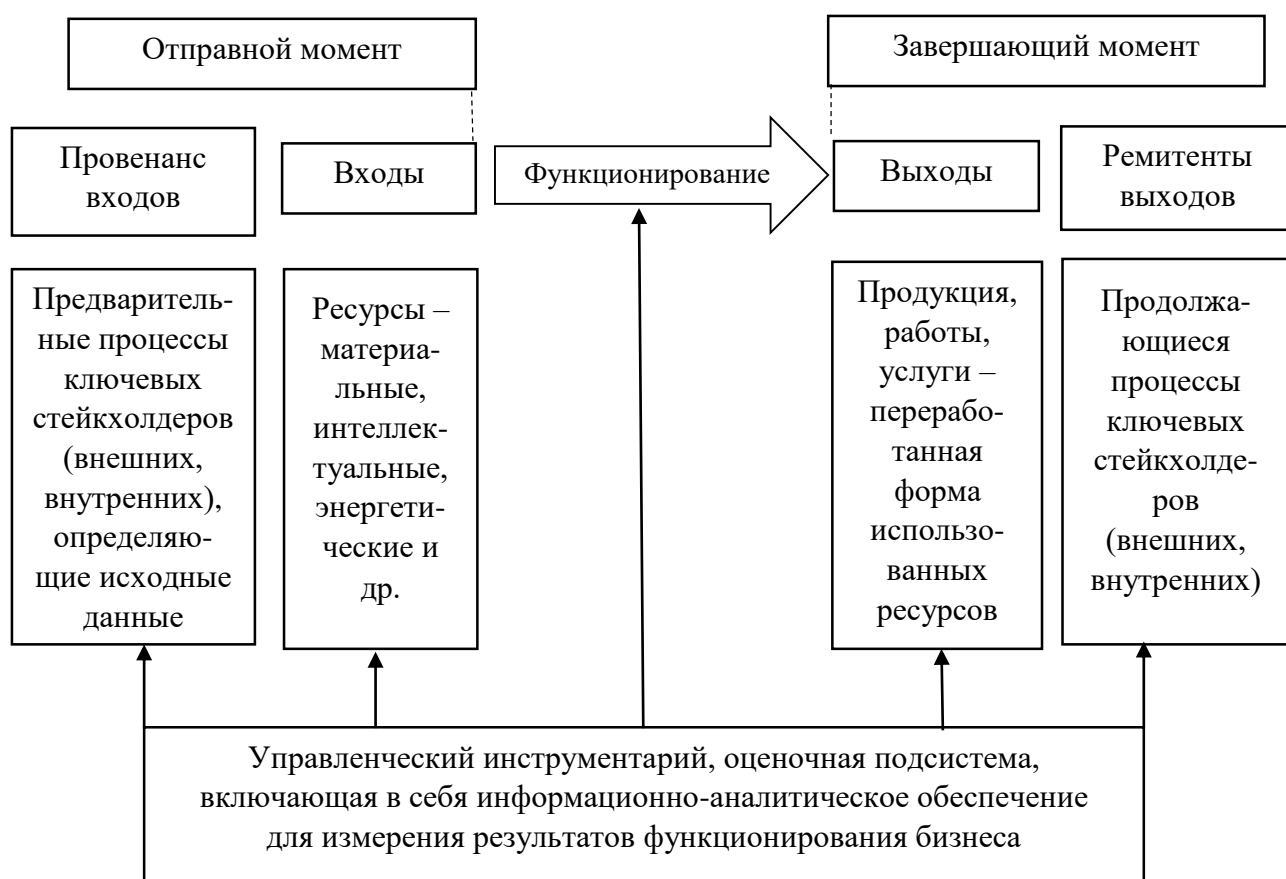 Отправной момент
Завершающий момент
Провенанс
входов
Входы
Функционирование
Выходы
Ремитенты
выходов
Предваритель-
ные процессы
ключевых
стейкхолдеров
(внешних,
внутренних),
определяю-
щие исходные
данные
Ресурсы –
материа-
льные,
интеллек-
туальные,
энергети-
ческие и
др.
Продукция,
работы,
услуги –
перерабо-
танная
форма
использо-
ванных
ресурсов
Продолжа-
ющиеся
процессы
ключевых
стейкхолде-
ров
(внешних,
внутренних)
Управленческий инструментарий, оценочная подсистема,
включающая в себя информационно-аналитическое обеспечение
для измерения результатов функционирования бизнеса